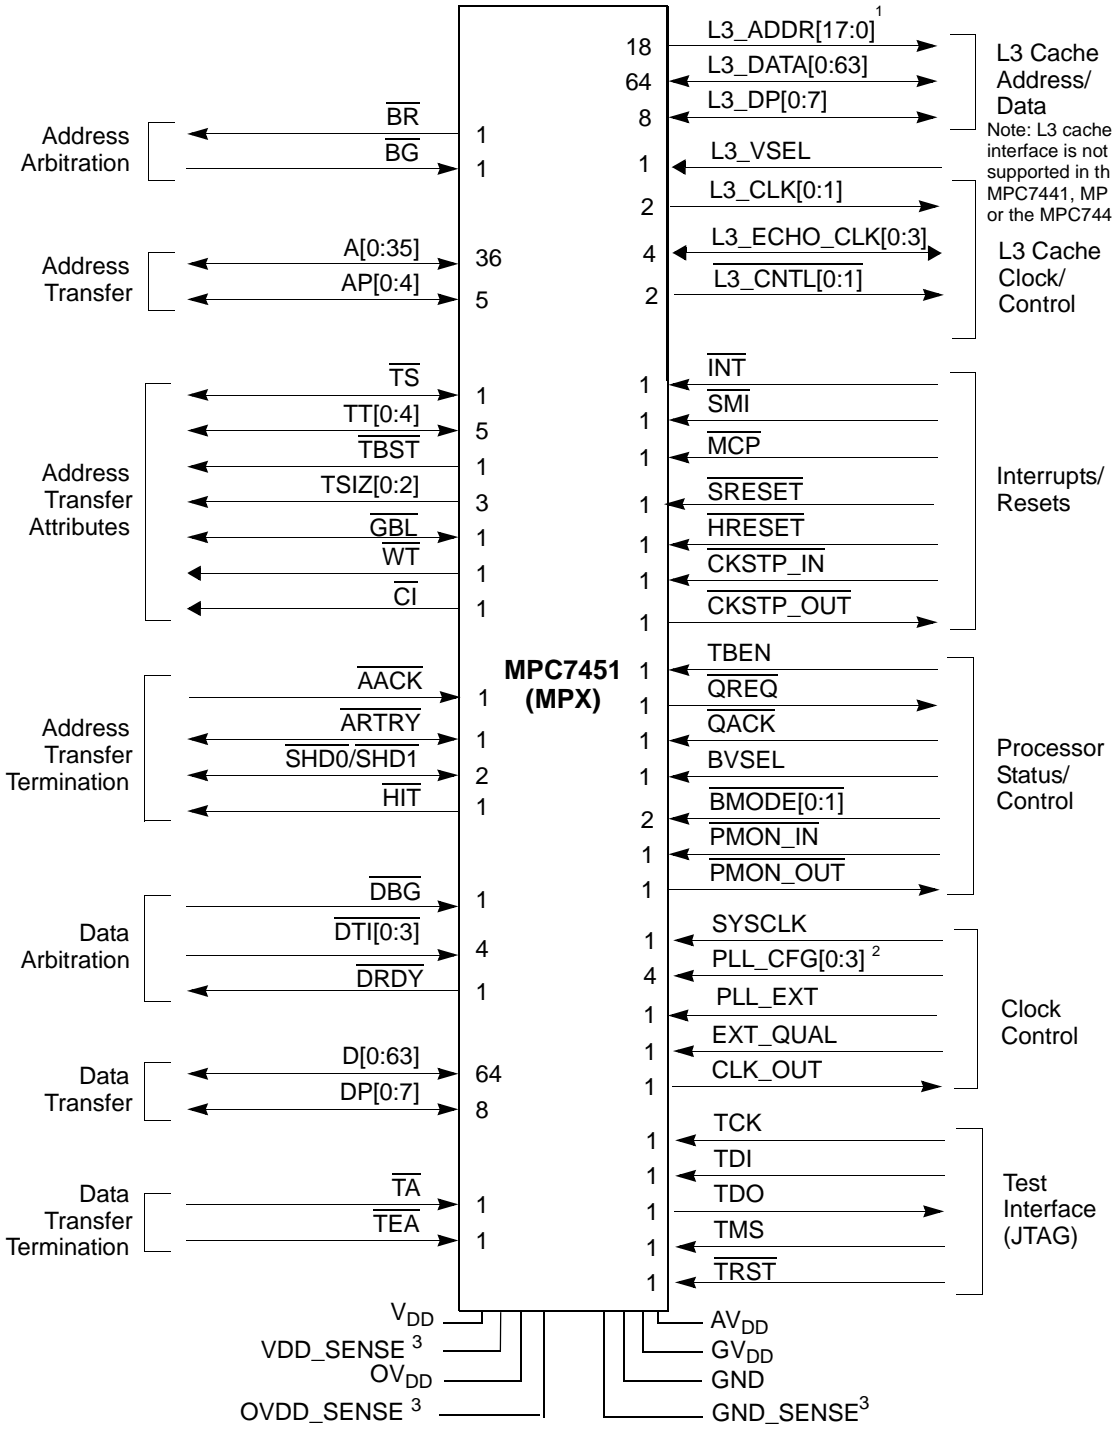 Address
Arbitration
BR
1
BG
1
Address
Transfer
A[0:35]
36
AP[0:4]
5
Address
Transfer
Attributes
TS
1
TT[0:4]
5
TBST
1
TSIZ[0:2]
3
GBL
1
WT
1
CI
1
Address
Transfer
Termination
AACK
1
ARTRY
1
SHD0/SHD1
2
HIT
1
Data
Arbitration
DBG
1
DTI[0:3]
4
DRDY
1
Data
Transfer
D[0:63]
64
DP[0:7]
8
Data
Transfer
Termination
TA
1
TEA
1
MPC7451
(MPX)
18
L3_ADDR[17:0]1
64
L3_DATA[0:63]
8
L3_DP[0:7]
L3 Cache
Address/
Data
Note: L3 cache
interface is not
supported in th
MPC7441, MP
or the MPC744
1
L3_VSEL
2
L3_CLK[0:1]
4
L3_ECHO_CLK[0:3]
2
L3_CNTL[0:1]
L3 Cache
Clock/
Control
1
INT
1
SMI
1
MCP
1
SRESET
1
HRESET
1
CKSTP_IN
1
CKSTP_OUT
Interrupts/
Resets
1
TBEN
1
QREQ
1
QACK
1
BVSEL
2
BMODE[0:1]
1
PMON_IN
1
PMON_OUT
Processor
Status/
Control
1
SYSCLK
4
PLL_CFG[0:3] 2
1
PLL_EXT
1
EXT_QUAL
1
CLK_OUT
Clock
Control
1
TCK
1
TDI
1
TDO
1
TMS
1
TRST
Test
Interface
(JTAG)
VDD
VDD_SENSE 3
OVDD
OVDD_SENSE 3
AVDD
GVDD
GND
GND_SENSE3